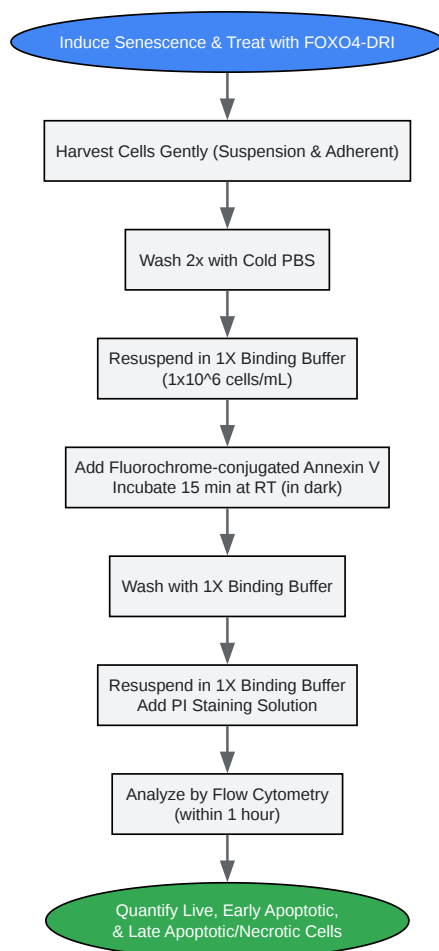 Induce Senescence & Treat with FOXO4-DRI
Harvest Cells Gently (Suspension & Adherent)
Wash 2x with Cold PBS
Resuspend in 1X Binding Buffer
(1x10^6 cells/mL)
Add Fluorochrome-conjugated Annexin V
Incubate 15 min at RT (in dark)
Wash with 1X Binding Buffer
Resuspend in 1X Binding Buffer
Add PI Staining Solution
Analyze by Flow Cytometry
(within 1 hour)
Quantify Live, Early Apoptotic,
& Late Apoptotic/Necrotic Cells